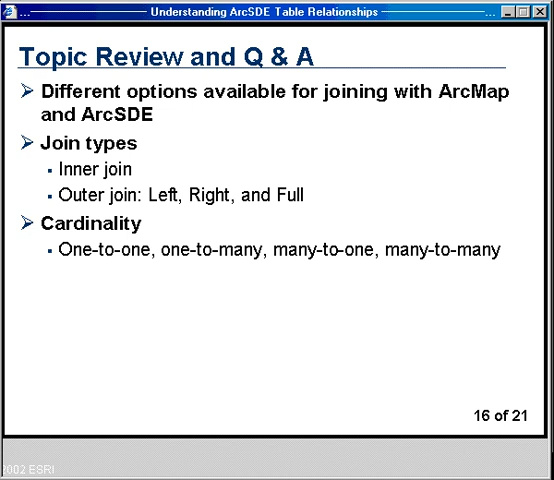 Understanding ArcSDE Table Relationships
Topic Review and Q & A
Different options available for joining with ArcMap
and ArcSDE
Join types
Inner join
Outer join: Left, Right, and Full
Cardinality
One-to-one, one-to-many, many-to-one, many-to-many
16 of 21
2002 ESRI